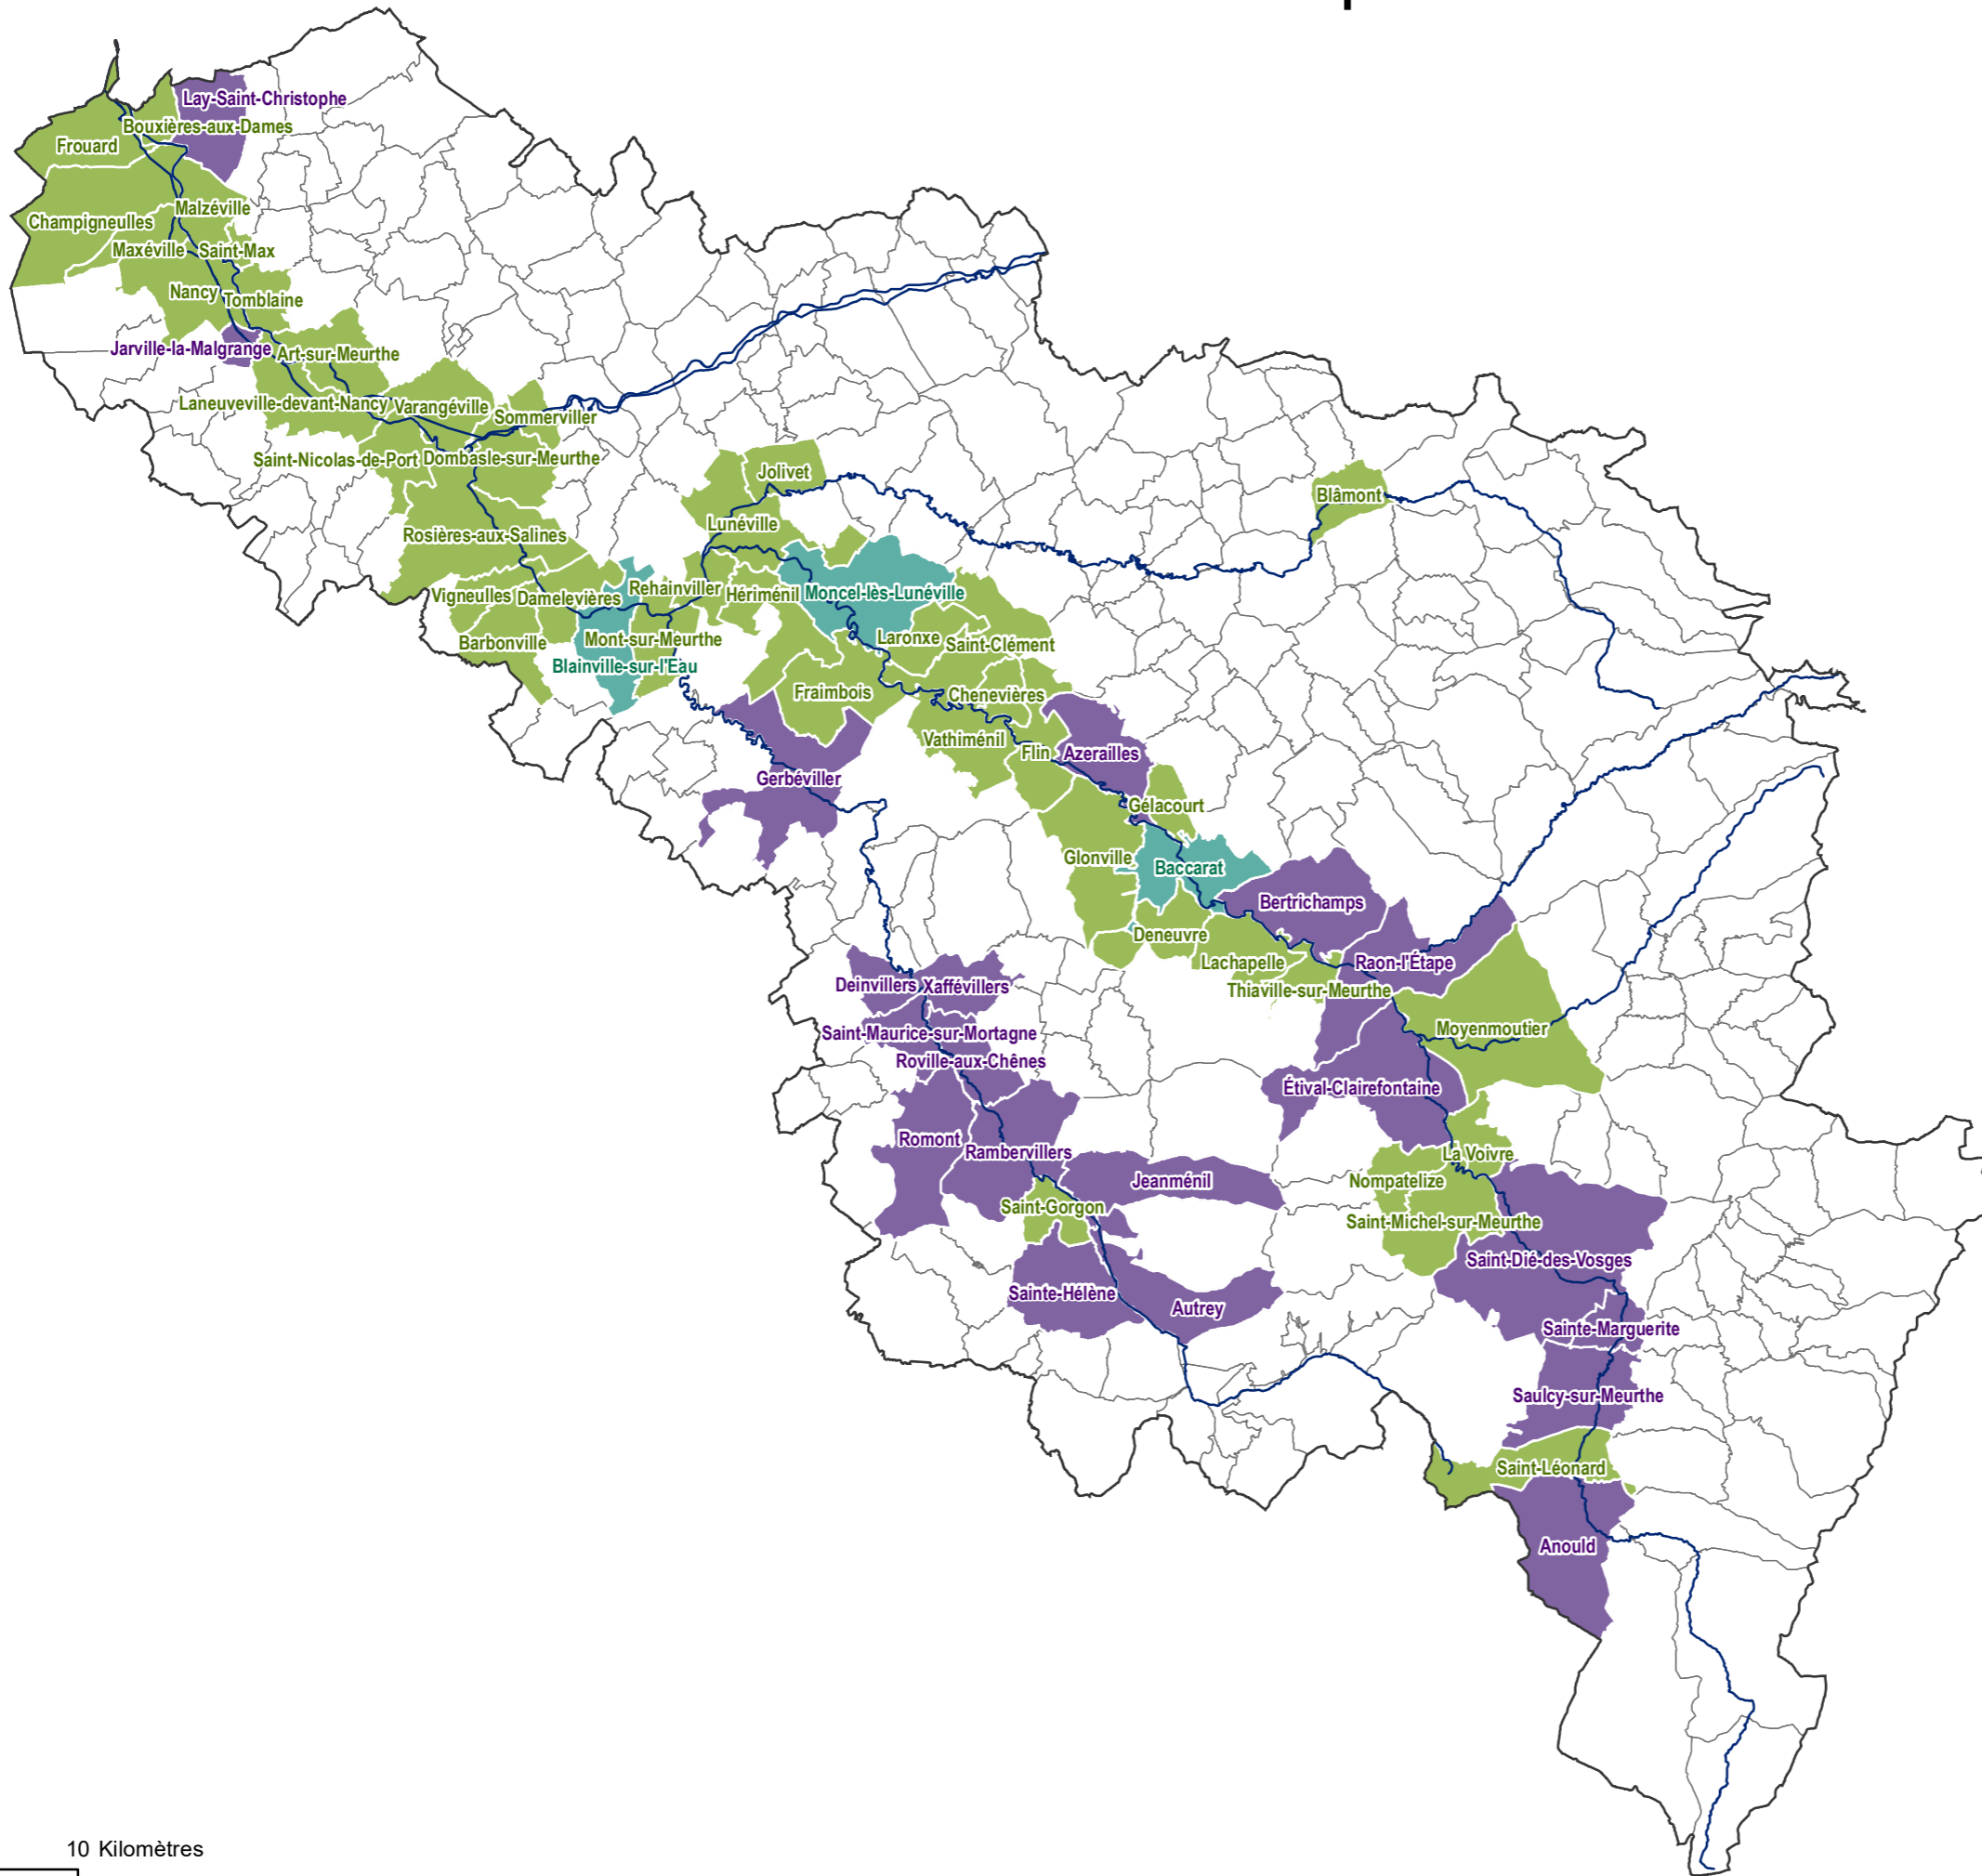 Lay-Saint-Christophe
Bouxières-aux-Dames
Frouard
Malzéville
Champigneulles
Maxéville
Saint-Max
Nancy
Tomblaine
Jarville-la-Malgrange
Art-sur-Meurthe
Laneuveville-devant-Nancy
Varangéville
Sommerviller
Saint-Nicolas-de-Port
Dombasle-sur-Meurthe
Jolivet
Blâmont
Lunéville
Rosières-aux-Salines
Vigneulles
Damelevières
Rehainviller
Hériménil
Moncel-lès-Lunéville
Barbonville
Mont-sur-Meurthe
Laronxe
Saint-Clément
Blainville-sur-l'Eau
Fraimbois
Chenevières
Vathiménil
Flin
Azerailles
Gerbéviller
Gélacourt
Glonville
Baccarat
Bertrichamps
Deneuvre
Lachapelle
Raon-l'Étape
Deinvillers
Xaffévillers
Thiaville-sur-Meurthe
Saint-Maurice-sur-Mortagne
Moyenmoutier
Roville-aux-Chênes
Étival-Clairefontaine
Romont
Rambervillers
La Voivre
Jeanménil
Nompatelize
Saint-Gorgon
Saint-Michel-sur-Meurthe
Saint-Dié-des-Vosges
Sainte-Hélène
Autrey
Sainte-Marguerite
Saulcy-sur-Meurthe
Saint-Léonard
Anould
10 Kilomètres